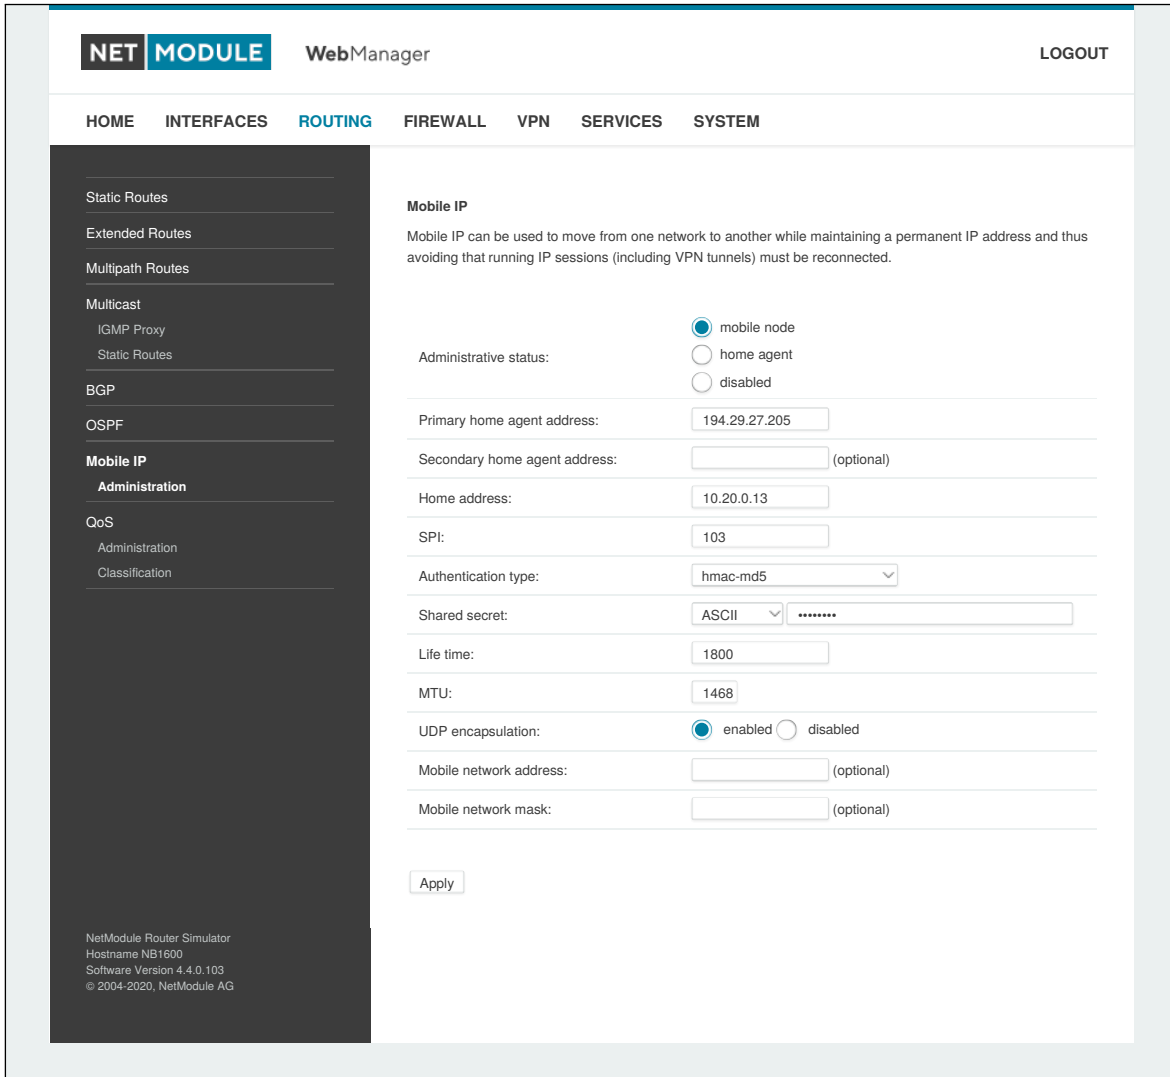 NET MODULE WebManager LOGOUT
HOME INTERFACES ROUTING FIREWALL VPN SERVICES SYSTEM
Static Routes
Extended Routes
Multipath Routes
Multicast
IGMP Proxy
Static Routes
BGP
OSPF
Mobile IP
Administration
QoS
Administration
Classification
NetModule Router Simulator
Hostname NB1600
Software Version 4.4.0.103
© 2004-2020, NetModule AG
Mobile IP
Mobile IP can be used to move from one network to another while maintaining a permanent IP address and thus
avoiding that running IP sessions (including VPN tunnels) must be reconnected.
Administrative status:
mobile node
home agent
disabled
Primary home agent address: 194.29.27.205
Secondary home agent address: (optional)
Home address: 10.20.0.13
SPI: 103
Authentication type: hmac-md5
Shared secret: ASCII ••••••••
Life time: 1800
MTU: 1468
UDP encapsulation: enabled disabled
Mobile network address: (optional)
Mobile network mask: (optional)
Apply